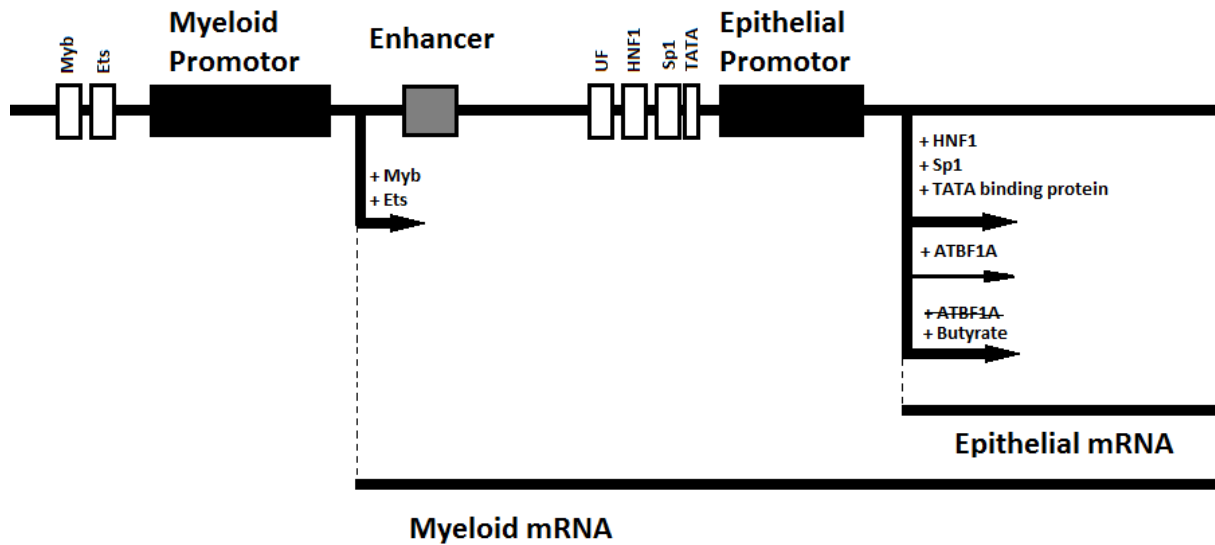 Myb
Ets
Myeloid
Promotor
Enhancer
UF
HNF1
Sp1
TATA
Epithelial
Promotor
+ Myb
+ Ets
+ HNF1
+ Sp1
+ TATA binding protein
+ ATBF1A
+ ATBF1A
+ Butyrate
Epithelial mRNA
Myeloid mRNA